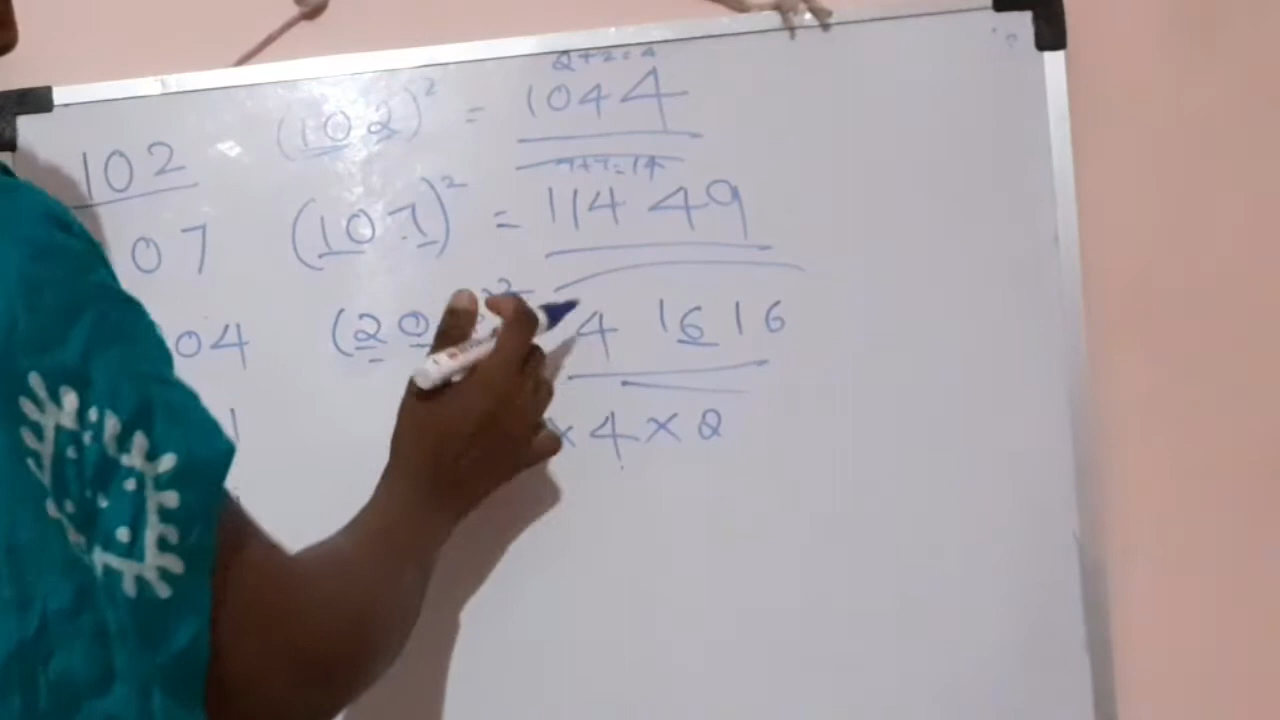 2+2=4
102 (102)² = 1044
7+7=14
07 (107)² = 11449
04 (20 2 4 1616
1 × 4 × 2